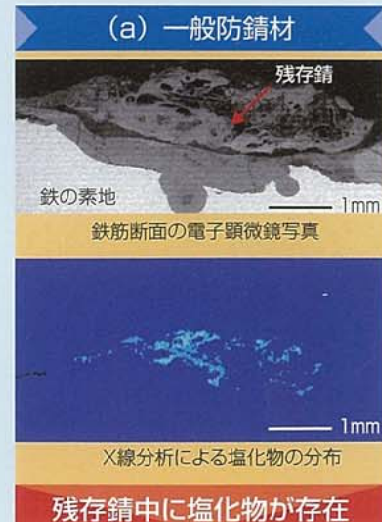 (a) 一般防錆材
残存錆
鉄の素地
1mm
鉄筋断面の電子顕微鏡写真
1mm
X線分析による塩化物の分布
残存錆中に塩化物が存在